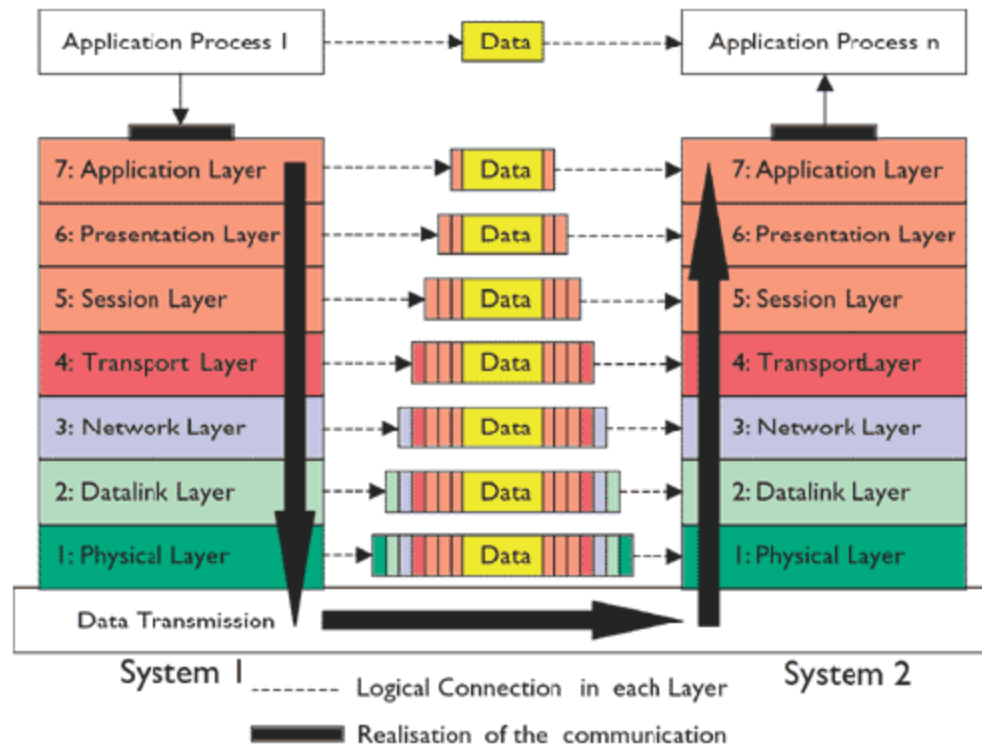 Application Process 1
Data
Application Process n
7: Application Layer
Data
7: Application Layer
6: Presentation Layer
Data
6: Presentation Layer
5: Session Layer
Data
5: Session Layer
4: Transport Layer
Data
4: TransportLayer
3: Network Layer
Data
3: Network Layer
2: Datalink Layer
Data
2: Datalink Layer
1: Physical Layer
Data
1: Physical Layer
Data Transmission
System 1
System 2
Logical Connection in each Layer
Realisation of the communication